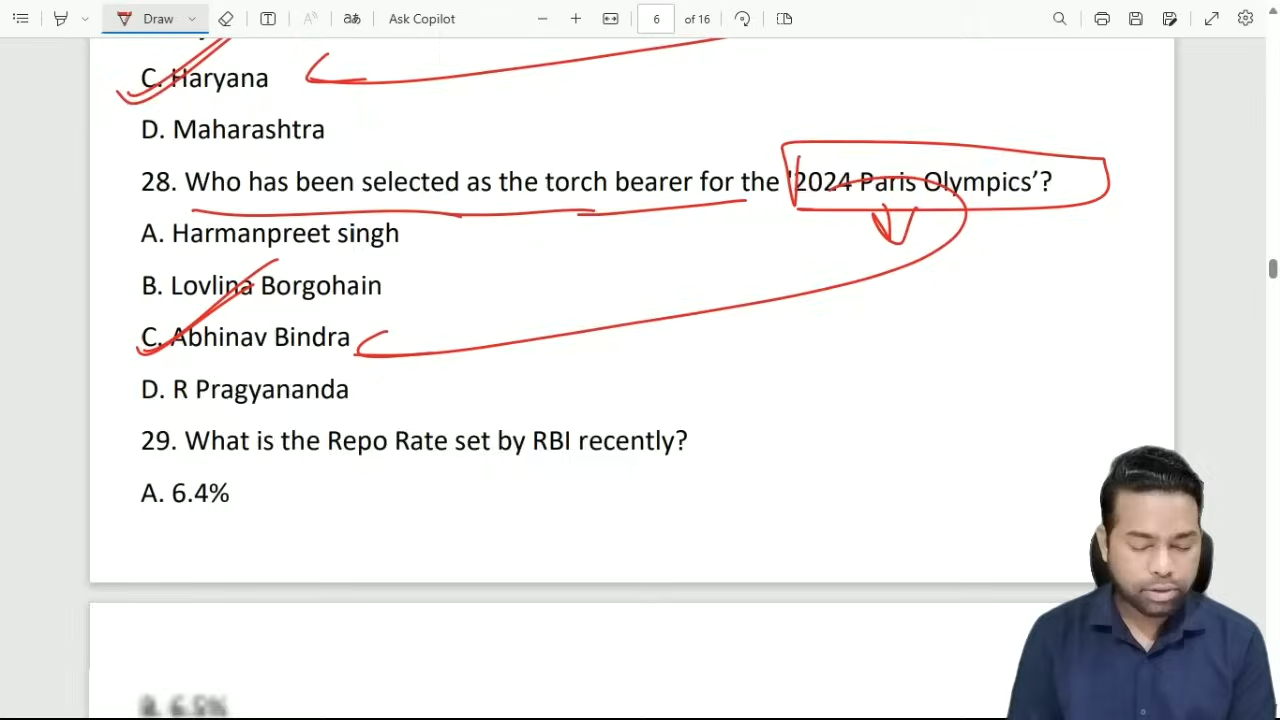 Draw
Ask Copilot
6 of 16
C. Haryana
D. Maharashtra
28. Who has been selected as the torch bearer for the '2024 Paris Olympics'?
A. Harmanpreet singh
B. Lovlina Borgohain
C. Abhinav Bindra
D. R Pragyananda
29. What is the Repo Rate set by RBI recently?
A. 6.4%
B. 6.5%